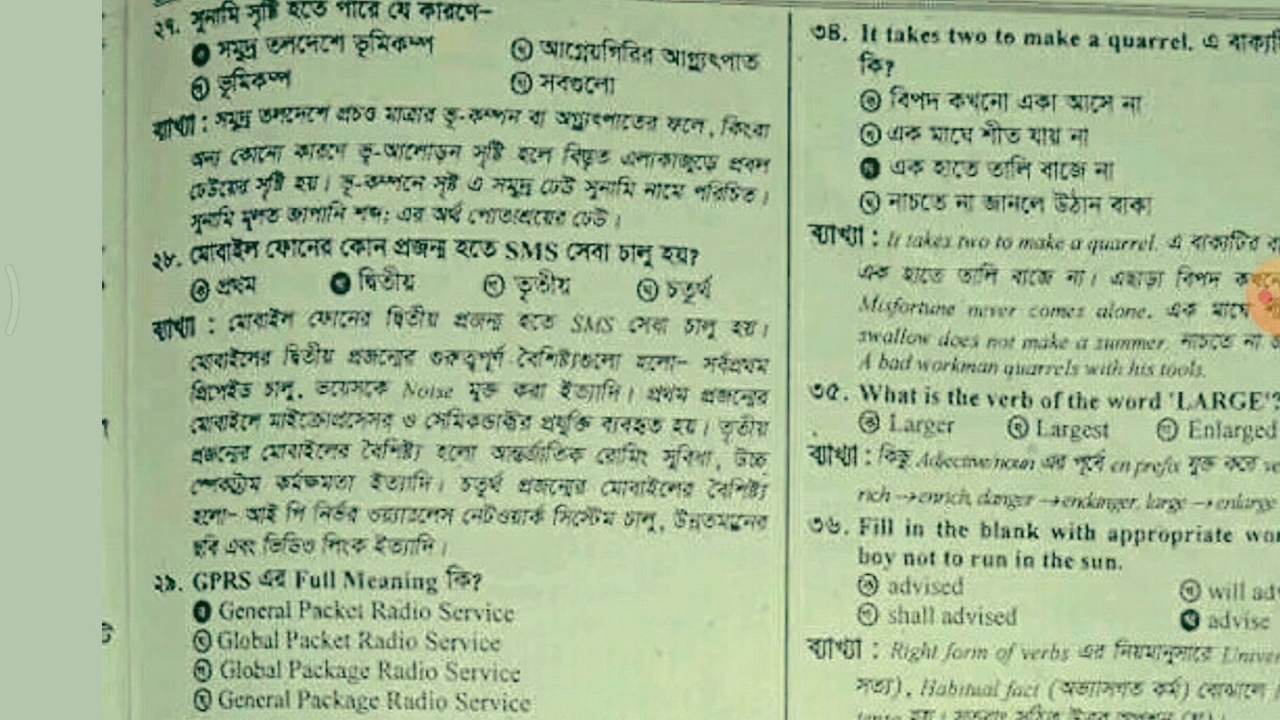 ২৭. সুনামি সৃষ্টি হতে পারে যে কারণে–
ক সমুদ্র তলদেশে ভূমিকম্প খ আগ্নেয়গিরির অগ্ন্যুৎপাত
গ ভূমিকম্প ঘ সবগুলো
ব্যাখ্যা : সমুদ্র তলদেশে প্রচণ্ড মাত্রার ভূ-কম্পন বা অগ্ন্যুৎপাতের ফলে, কিংবা
অন্য কোনো কারণে ভূ-আলোড়ন সৃষ্টি হলে বিস্তৃত এলাকাজুড়ে প্রবল
ঢেউয়ের সৃষ্টি হয়। ভূ-কম্পনে সৃষ্ট এ সমুদ্র ঢেউ সুনামি নামে পরিচিত।
সুনামি মূলত জাপানি শব্দ; এর অর্থ পোতাশ্রয়ের ঢেউ।
২৮. মোবাইল ফোনের কোন প্রজন্ম হতে SMS সেবা চালু হয়?
ক প্রথম খ দ্বিতীয় গ তৃতীয় ঘ চতুর্থ
ব্যাখ্যা : মোবাইল ফোনের দ্বিতীয় প্রজন্ম হতে SMS সেবা চালু হয়।
মোবাইলের দ্বিতীয় প্রজন্মের গুরুত্বপূর্ণ বৈশিষ্ট্যগুলো হলো– সর্বপ্রথম
প্রিপেইড চালু, ভয়েসকে Noise মুক্ত করা ইত্যাদি। প্রথম প্রজন্মের
মোবাইলে মাইক্রোপ্রসেসর ও সেমিকন্ডাক্টর প্রযুক্তি ব্যবহৃত হয়। তৃতীয়
প্রজন্মের মোবাইলের বৈশিষ্ট্য হলো আন্তর্জাতিক রোমিং সুবিধা, উচ্চ
স্পেকট্রাম কর্মক্ষমতা ইত্যাদি। চতুর্থ প্রজন্মের মোবাইলের বৈশিষ্ট্য
হলো– আই পি নির্ভর ওয়্যারলেস নেটওয়ার্ক সিস্টেম চালু, উন্নতমানের
ছবি এবং ভিডিও লিংক ইত্যাদি।
২৯. GPRS এর Full Meaning কি?
ক General Packet Radio Service
খ Global Packet Radio Service
গ Global Package Radio Service
ঘ General Package Radio Service
৩৪. It takes two to make a quarrel. এ
কি?
ক বিপদ কখনো একা আসে না
খ এক মাঘে শীত যায় না
গ এক হাতে তালি বাজে না
ঘ নাচতে না জানলে উঠান বাকা
ব্যাখ্যা : It takes two to make a quarrel. এ বাক্যটির
এক হাতে তালি বাজে না। এছাড়া বিপদ
Misfortune never comes alone. এক মাঘে
swallow does not make a summer. নাচতে না
A bad workman quarrels with his tools.
৩৫. What is the verb of the word 'LARGE'?
ক Larger খ Largest গ Enlarged
ব্যাখ্যা : কিছু Adjective/noun এর পূর্বে en prefix যুক্ত করে
rich → enrich, danger → endanger, large → enlarge
৩৬. Fill in the blank with appropriate
boy not to run in the sun.
ক advised খ will
গ shall advised ঘ advise
ব্যাখ্যা : Right form of verbs এর নিয়মানুসারে
সত্য), Habitual fact (অভ্যাসগত কর্ম) বোঝালে